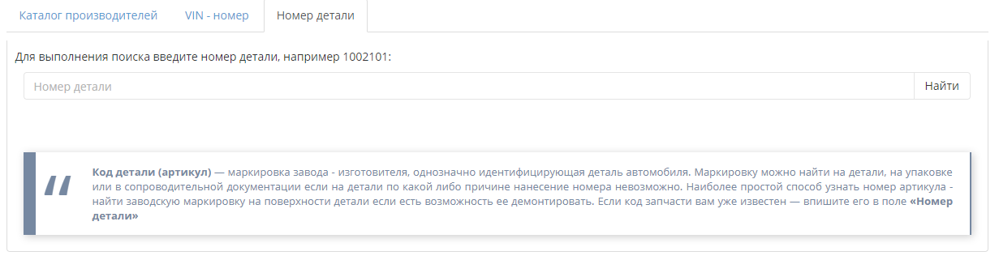 Каталог производителей VIN - номер Номер детали
Для выполнения поиска введите номер детали, например 1002101:
Номер детали Найти
“ Код детали (артикул) — маркировка завода - изготовителя, однозначно идентифицирующая деталь автомобиля. Маркировку можно найти на детали, на упаковке
или в сопроводительной документации если на детали по какой либо причине нанесение номера невозможно. Наиболее простой способ узнать номер артикула -
найти заводскую маркировку на поверхности детали если есть возможность ее демонтировать. Если код запчасти вам уже известен — впишите его в поле «Номер
детали»